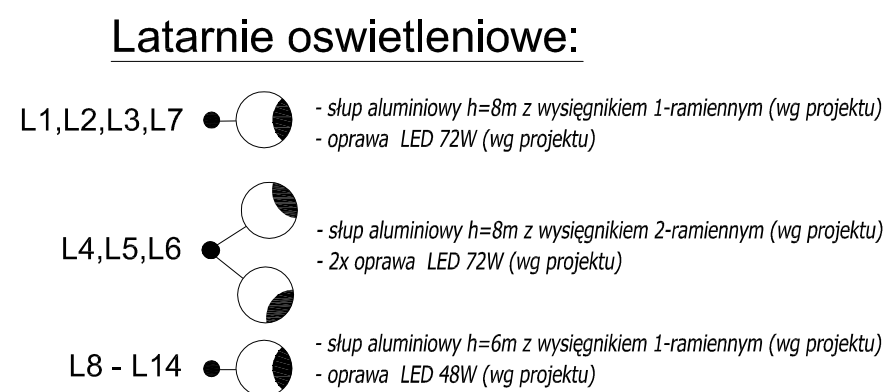 Latarnie oswietleniowe:
L1,L2,L3,L7
- słup aluminiowy h=8m z wysięgnikiem 1-ramiennym (wg projektu)
- oprawa LED 72W (wg projektu)
L4,L5,L6
- słup aluminiowy h=8m z wysięgnikiem 2-ramiennym (wg projektu)
- 2x oprawa LED 72W (wg projektu)
L8 - L14
- słup aluminiowy h=6m z wysięgnikiem 1-ramiennym (wg projektu)
- oprawa LED 48W (wg projektu)